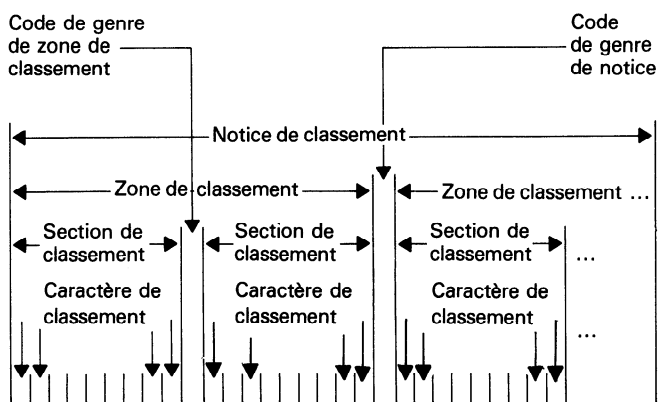 Code de genre
de zone de
classement
Code
de genre
de notice
Notice de classement
Zone de classement
Zone de classement ...
Section de
classement
Section de
classement
Section de
classement
...
Caractère de
classement
Caractère de
classement
Caractère de
classement
...